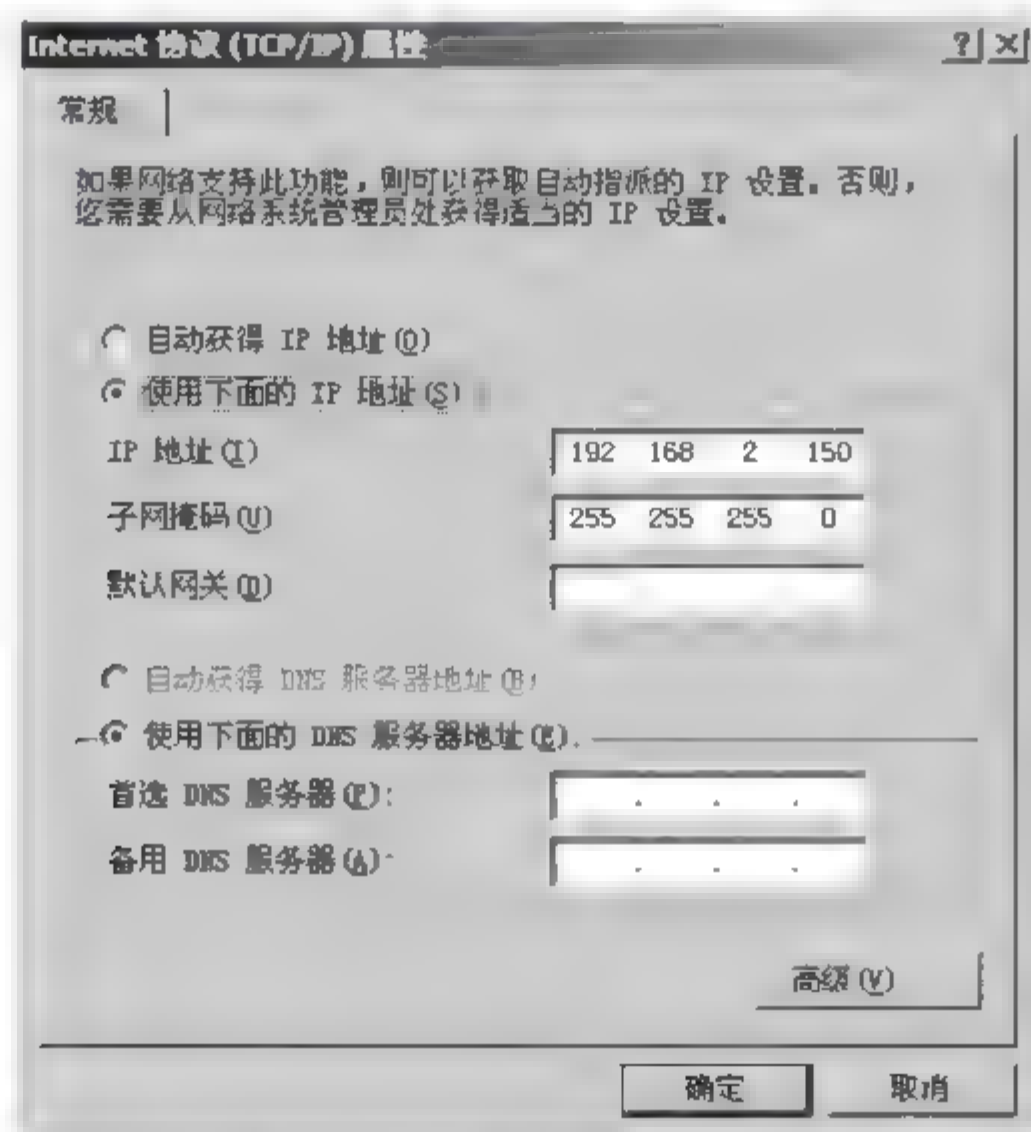 Internet 协议 (TCP/IP) 属性
常规
如果网络支持此功能，则可以获取自动指派的 IP 设置。否则，
您需要从网络系统管理员处获得适当的 IP 设置。
自动获得 IP 地址(O)
使用下面的 IP 地址(S)
IP 地址(I) 192 168 2 150
子网掩码(U) 255 255 255 0
默认网关(D)
自动获得 DNS 服务器地址(B)
使用下面的 DNS 服务器地址(E).
首选 DNS 服务器(P): . . .
备用 DNS 服务器(A) . . .
高级(V)
确定 取消